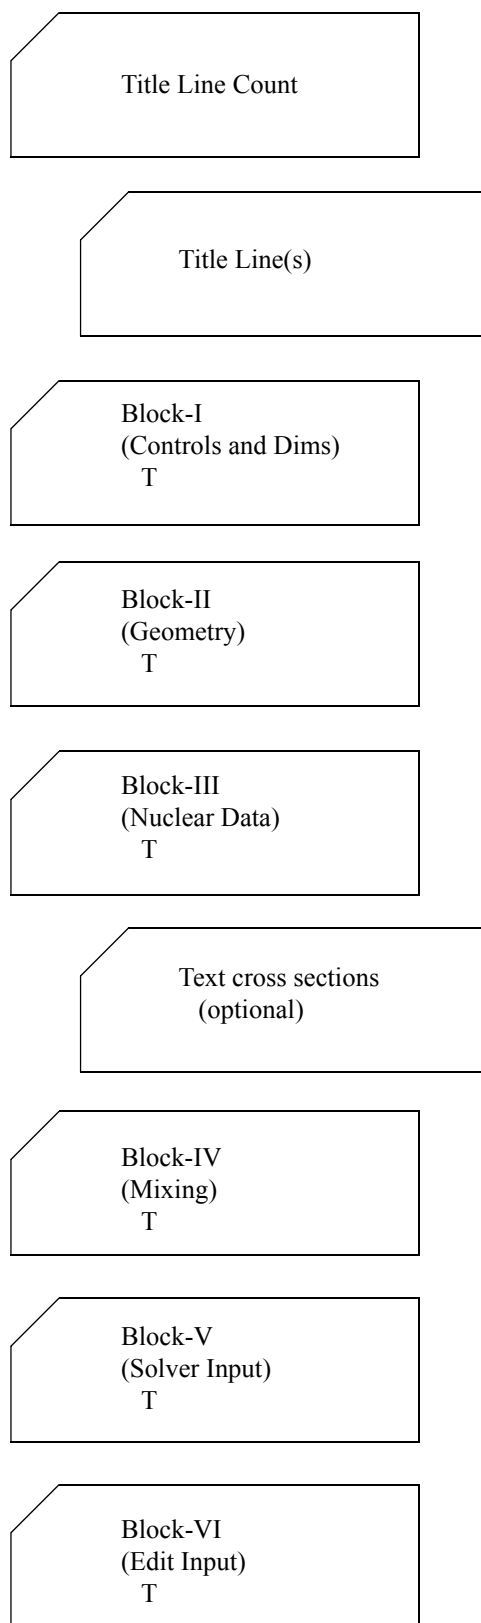 Title Line Count
Title Line(s)
Block-I
(Controls and Dims)
T
Block-II
(Geometry)
T
Block-III
(Nuclear Data)
T
Text cross sections
(optional)
Block-IV
(Mixing)
T
Block-V
(Solver Input)
T
Block-VI
(Edit Input)
T